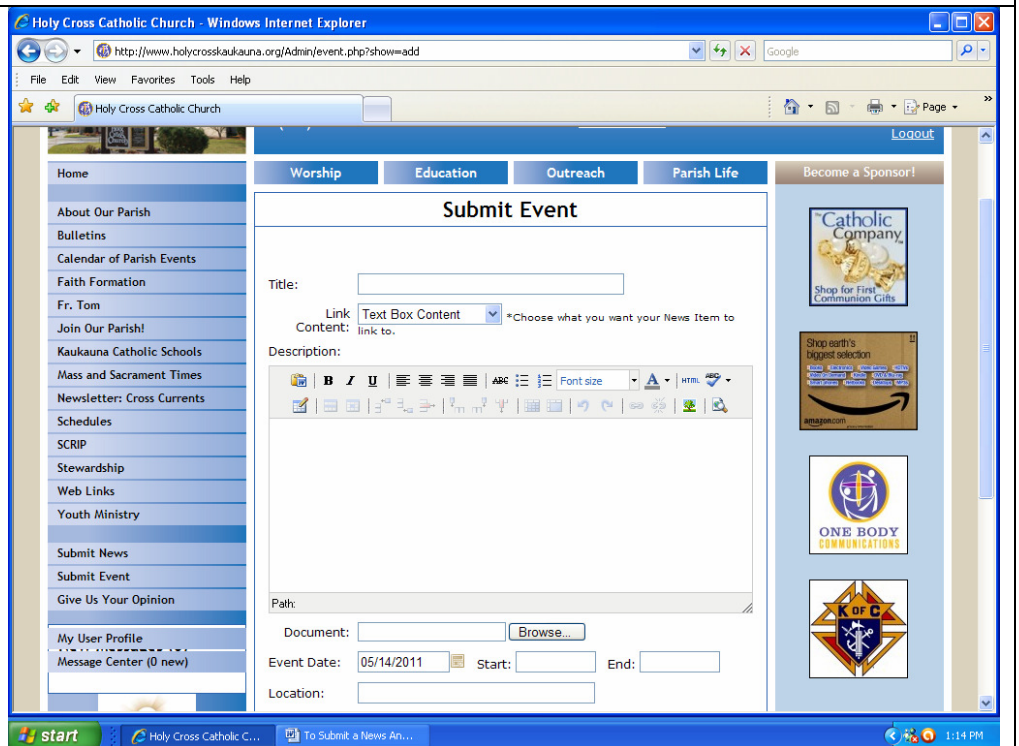 Holy Cross Catholic Church - Windows Internet Explorer
http://www.holycrosskaukauna.org/Admin/event.php?show=add
Google
File Edit View Favorites Tools Help
Holy Cross Catholic Church
Page
»
Logout
Home
Worship
Education
Outreach
Parish Life
Become a Sponsor!
About Our Parish
Bulletins
Calendar of Parish Events
Faith Formation
Fr. Tom
Join Our Parish!
Kaukauna Catholic Schools
Mass and Sacrament Times
Newsletter: Cross Currents
Schedules
SCRIP
Stewardship
Web Links
Youth Ministry
Submit News
Submit Event
Give Us Your Opinion
My User Profile
Message Center (0 new)
Submit Event
Title:
Link Content: Text Box Content *Choose what you want your News Item to
link to.
Description:
B I U ABC Font size A HTML ABC
Path:
Document: Browse...
Event Date: 05/14/2011 Start: End:
Location:
The Catholic
Company
Shop for First
Communion Gifts
Shop earth's
biggest selection
amazon.com
ONE BODY
COMMUNICATIONS
K OF C
start
Holy Cross Catholic C...
To Submit a News An...
1:14 PM